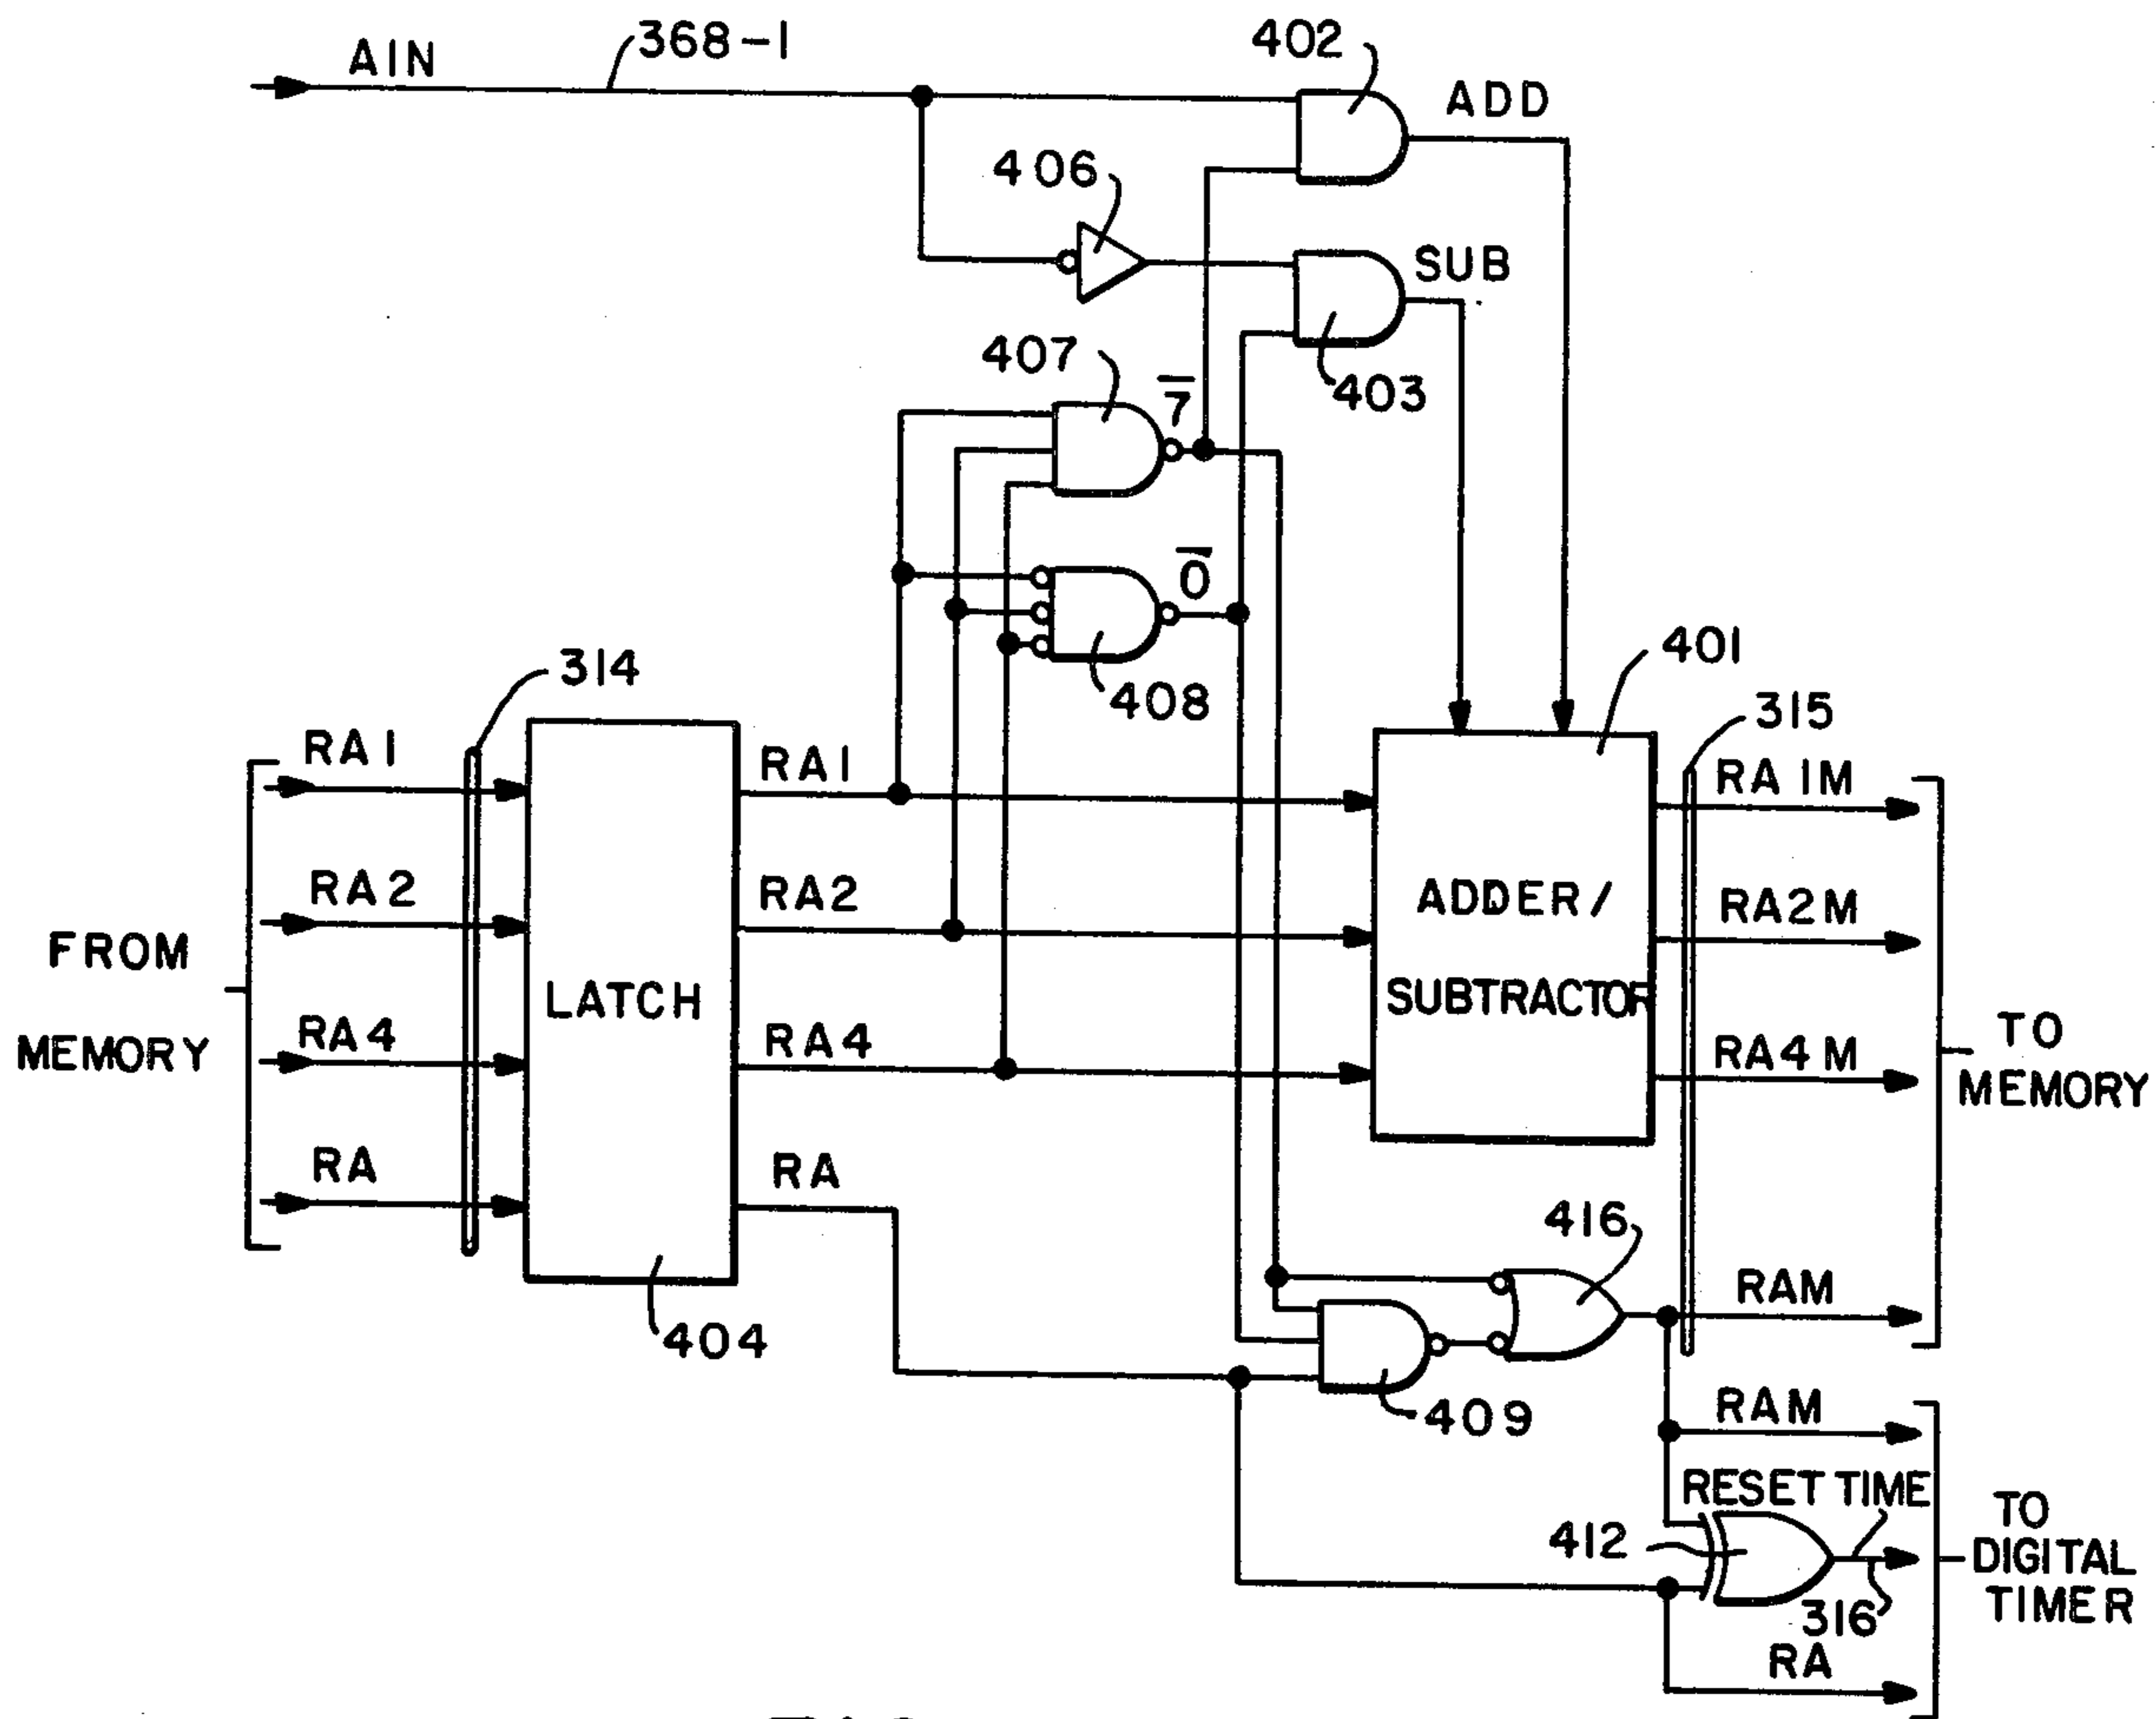 AIN
368-1
402
ADD
406
SUB
403
407
7̅
0̅
408
401
314
315
RA1
RA1
RA1M
RA2
RA2
RA2M
FROM
MEMORY
LATCH
ADDER/
SUBTRACTOR
RA4
RA4
RA4M
TO
MEMORY
RA
RA
416
RAM
404
409
RAM
RESET TIME
412
316
TO
DIGITAL
TIMER
RA